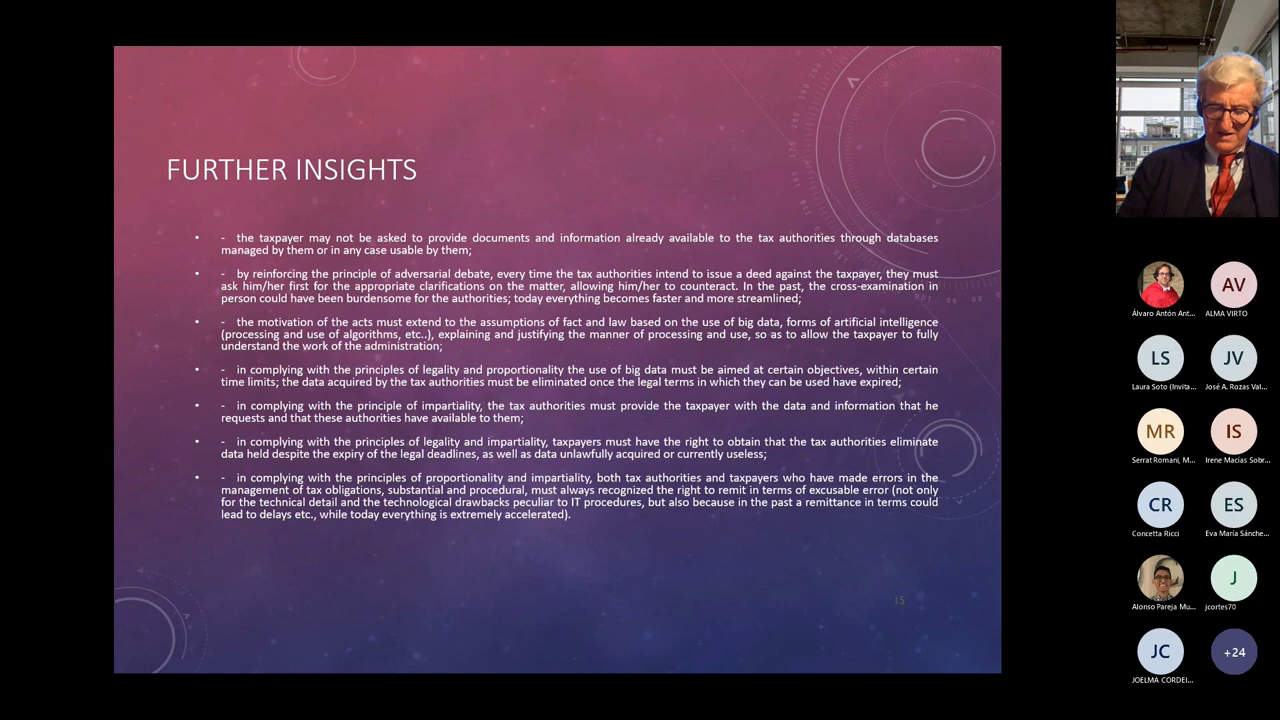 FURTHER INSIGHTS
• - the taxpayer may not be asked to provide documents and information already available to the tax authorities through databases
managed by them or in any case usable by them;
• - by reinforcing the principle of adversarial debate, every time the tax authorities intend to issue a deed against the taxpayer, they must
ask him/her first for the appropriate clarifications on the matter, allowing him/her to counteract. In the past, the cross-examination in
person could have been burdensome for the authorities; today everything becomes faster and more streamlined;
• - the motivation of the acts must extend to the assumptions of fact and law based on the use of big data, forms of artificial intelligence
(processing and use of algorithms, etc..), explaining and justifying the manner of processing and use, so as to allow the taxpayer to fully
understand the work of the administration;
• - in complying with the principles of legality and proportionality the use of big data must be aimed at certain objectives, within certain
time limits; the data acquired by the tax authorities must be eliminated once the legal terms in which they can be used have expired;
• - in complying with the principle of impartiality, the tax authorities must provide the taxpayer with the data and information that he
requests and that these authorities have available to them;
• - in complying with the principles of legality and impartiality, taxpayers must have the right to obtain that the tax authorities eliminate
data held despite the expiry of the legal deadlines, as well as data unlawfully acquired or currently useless;
• - in complying with the principles of proportionality and impartiality, both tax authorities and taxpayers who have made errors in the
management of tax obligations, substantial and procedural, must always recognized the right to remit in terms of excusable error (not only
for the technical detail and the technological drawbacks peculiar to IT procedures, but also because in the past a remittance in terms could
lead to delays etc., while today everything is extremely accelerated).
15
Álvaro Antón Ant...
AV
ALMA VIRTO
LS
Laura Soto (Invita...
JV
José A. Rozas Val...
MR
Serrat Romani, M...
IS
Irene Macías Sobr...
CR
Concetta Ricci
ES
Eva María Sánche...
Alonso Pareja Mu...
J
jcortes70
JC
JOELMA CORDEI...
+24